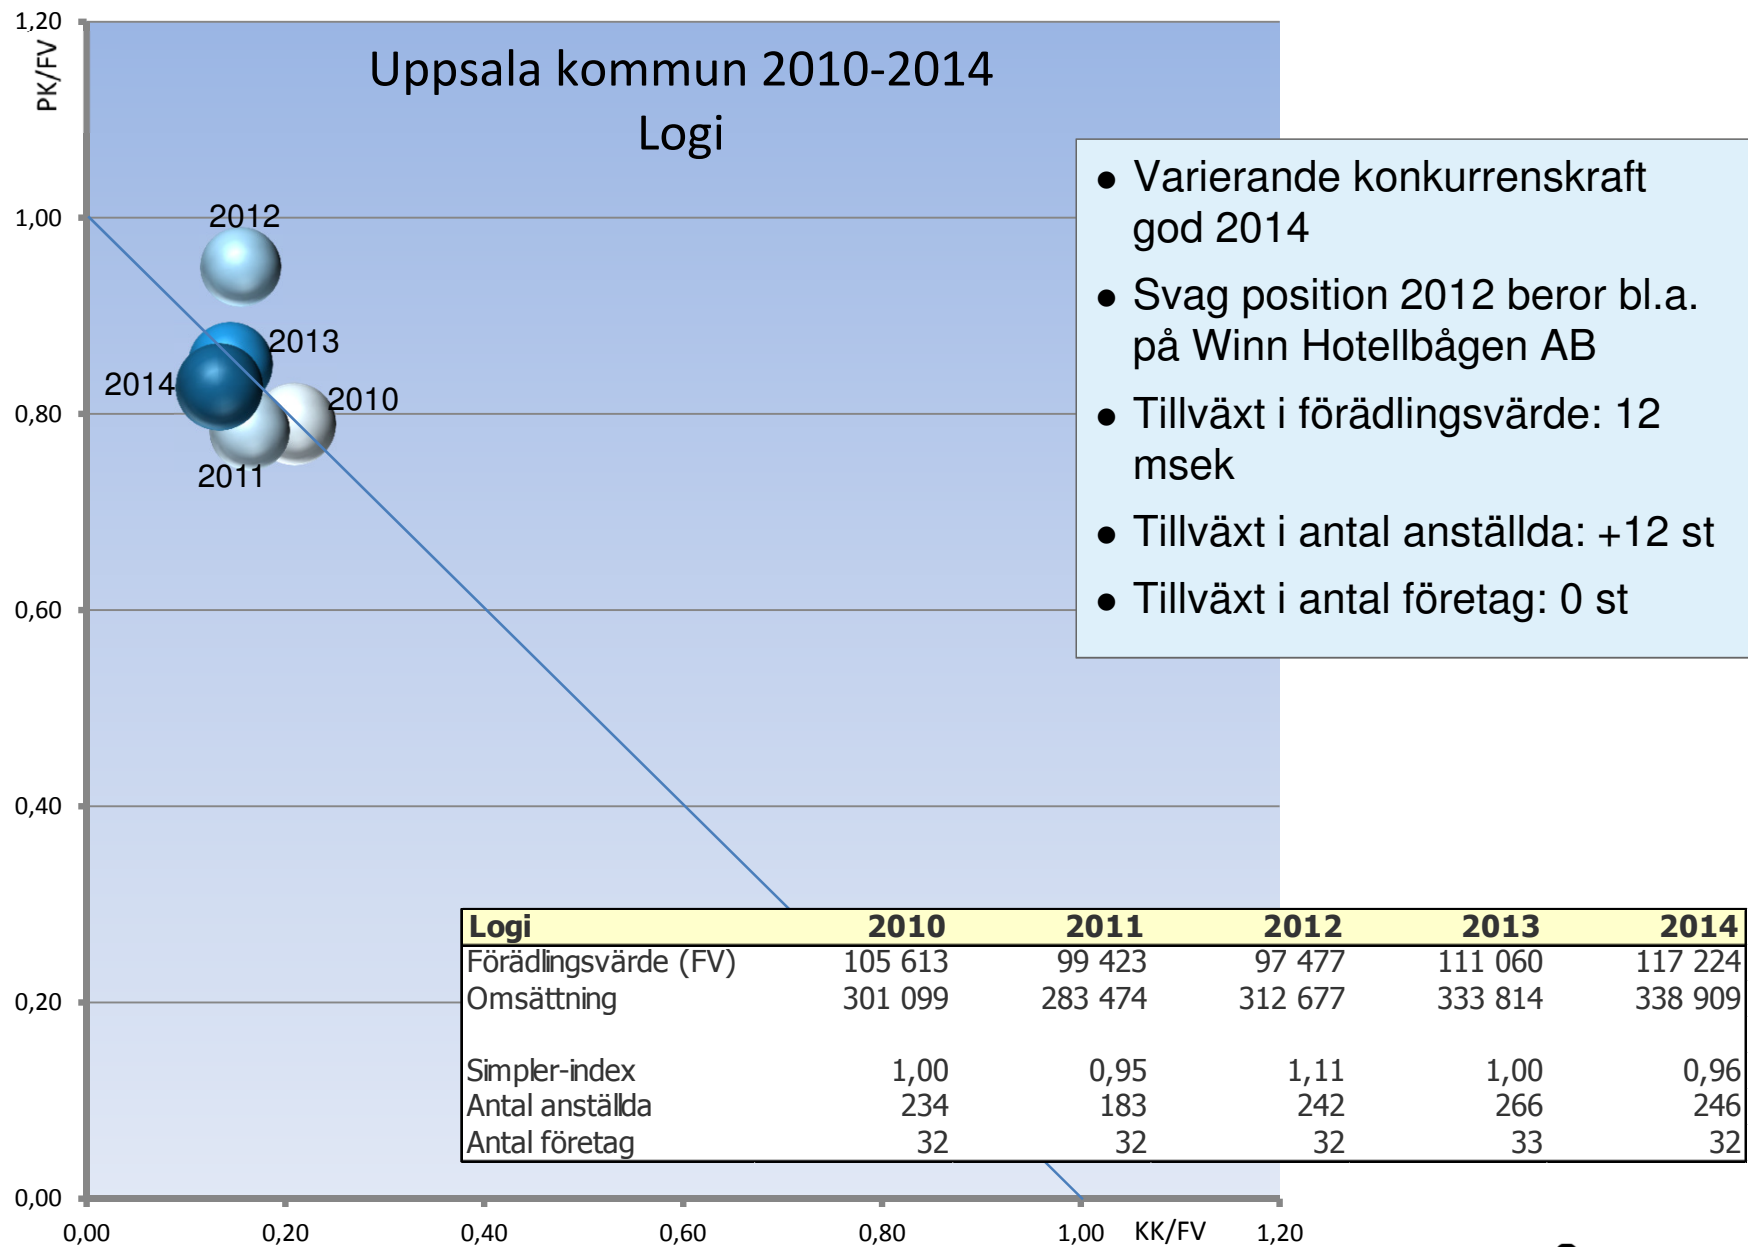 Uppsala kommun 2010-2014
Logi
PK/FV
1,20
1,00
0,80
0,60
0,40
0,20
0,00
2012
2013
2014
2010
2011
● Varierande konkurrenskraft
god 2014
● Svag position 2012 beror bl.a.
på Winn Hotellbågen AB
● Tillväxt i förädlingsvärde: 12
msek
● Tillväxt i antal anställda: +12 st
● Tillväxt i antal företag: 0 st
Logi 2010 2011 2012 2013 2014
Förädlingsvärde (FV) 105 613 99 423 97 477 111 060 117 224
Omsättning 301 099 283 474 312 677 333 814 338 909
Simpler-index 1,00 0,95 1,11 1,00 0,96
Antal anställda 234 183 242 266 246
Antal företag 32 32 32 33 32
0,00 0,20 0,40 0,60 0,80 1,00 KK/FV 1,20